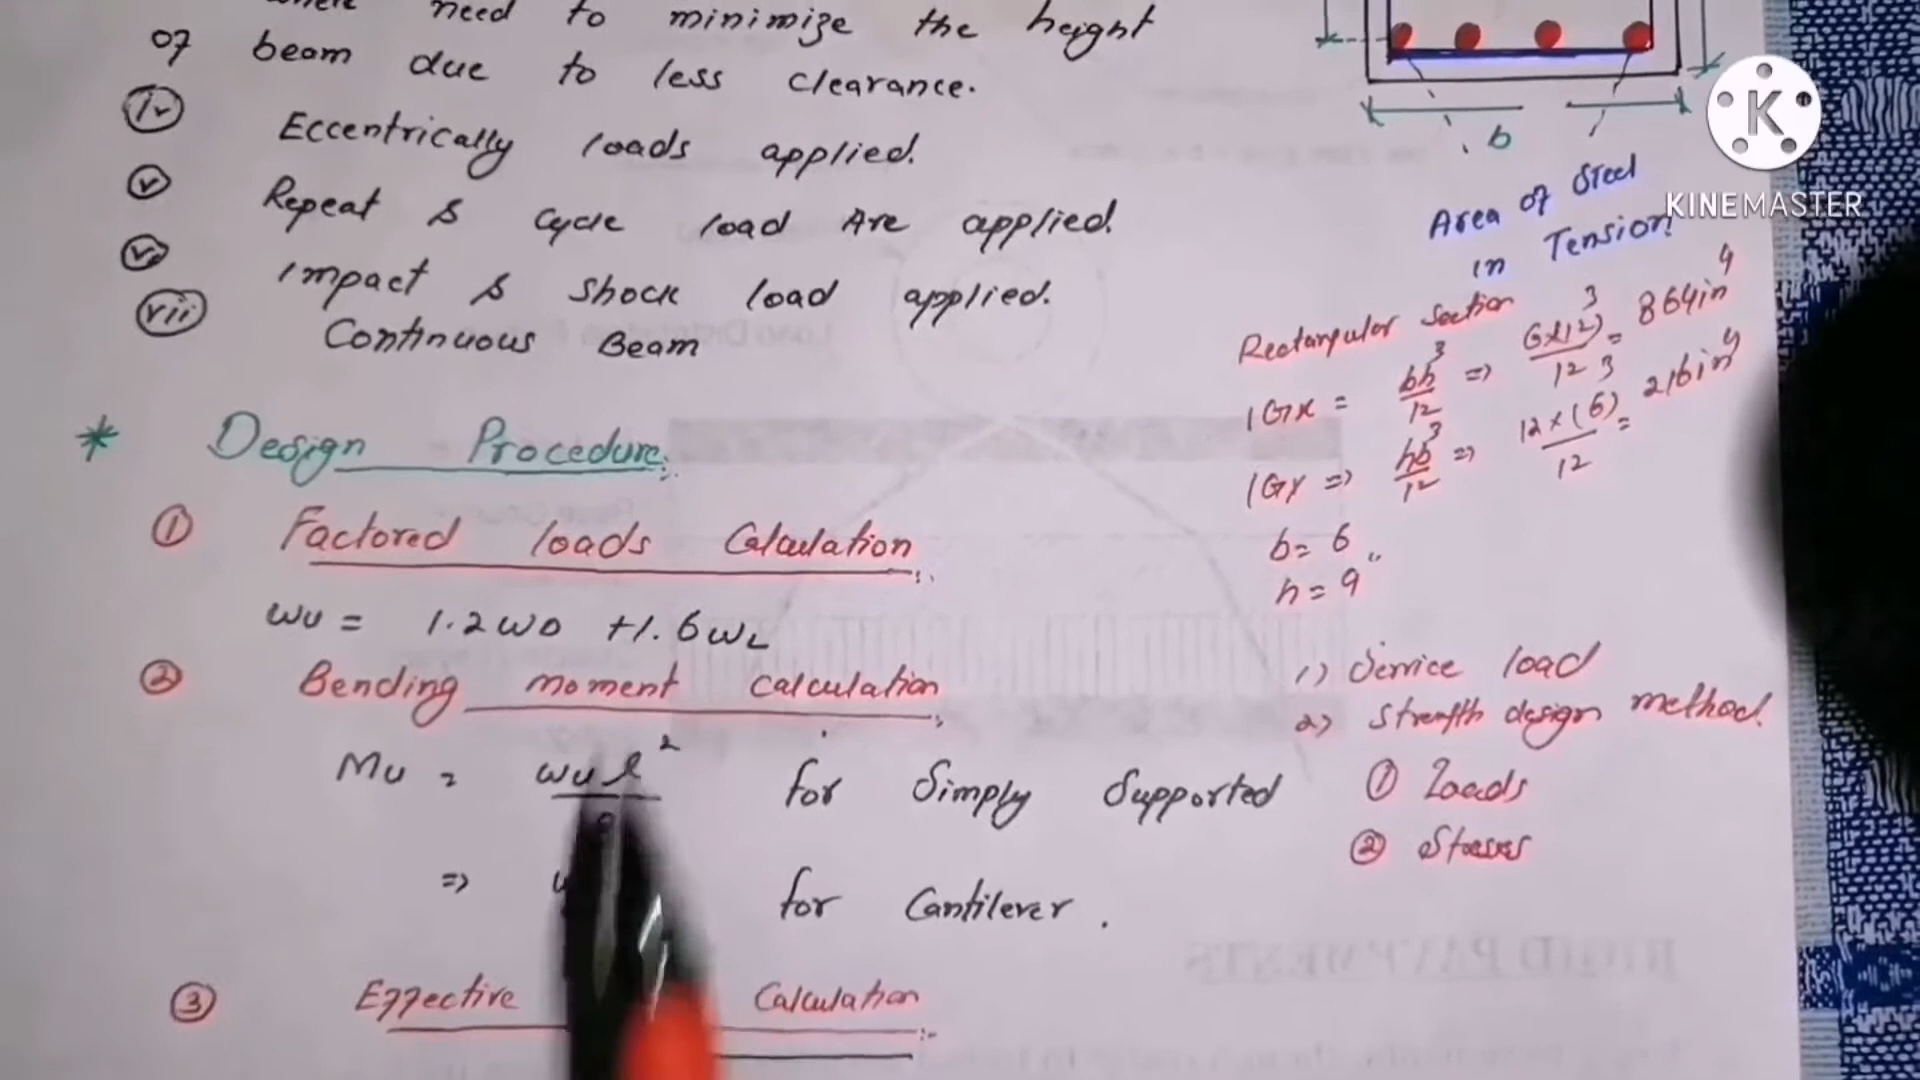 need to minimize the height
of beam due to less clearance.
iv Eccentrically loads applied.
v Repeat & Cycle load Are applied.
v Impact & Shock load applied.
vii Continuous Beam
* Design Procedure:
① Factored loads Calculation
Wu = 1.2WD + 1.6WL
② Bending moment Calculation
Mu = Wul² for Simply Supported
=> for Cantilever.
③ Effective Calculation
b
Area of Steel
in Tension
Rectangular Section
IGx = bh³/12 => 6x(12)³/12 = 864in⁴
IGy => hb³/12 => 12x(6)³/12 = 216in⁴
b= 6"
h= 9
1) Service load
2) Strength design method.
① Loads
② Stresses
K
KINEMASTER